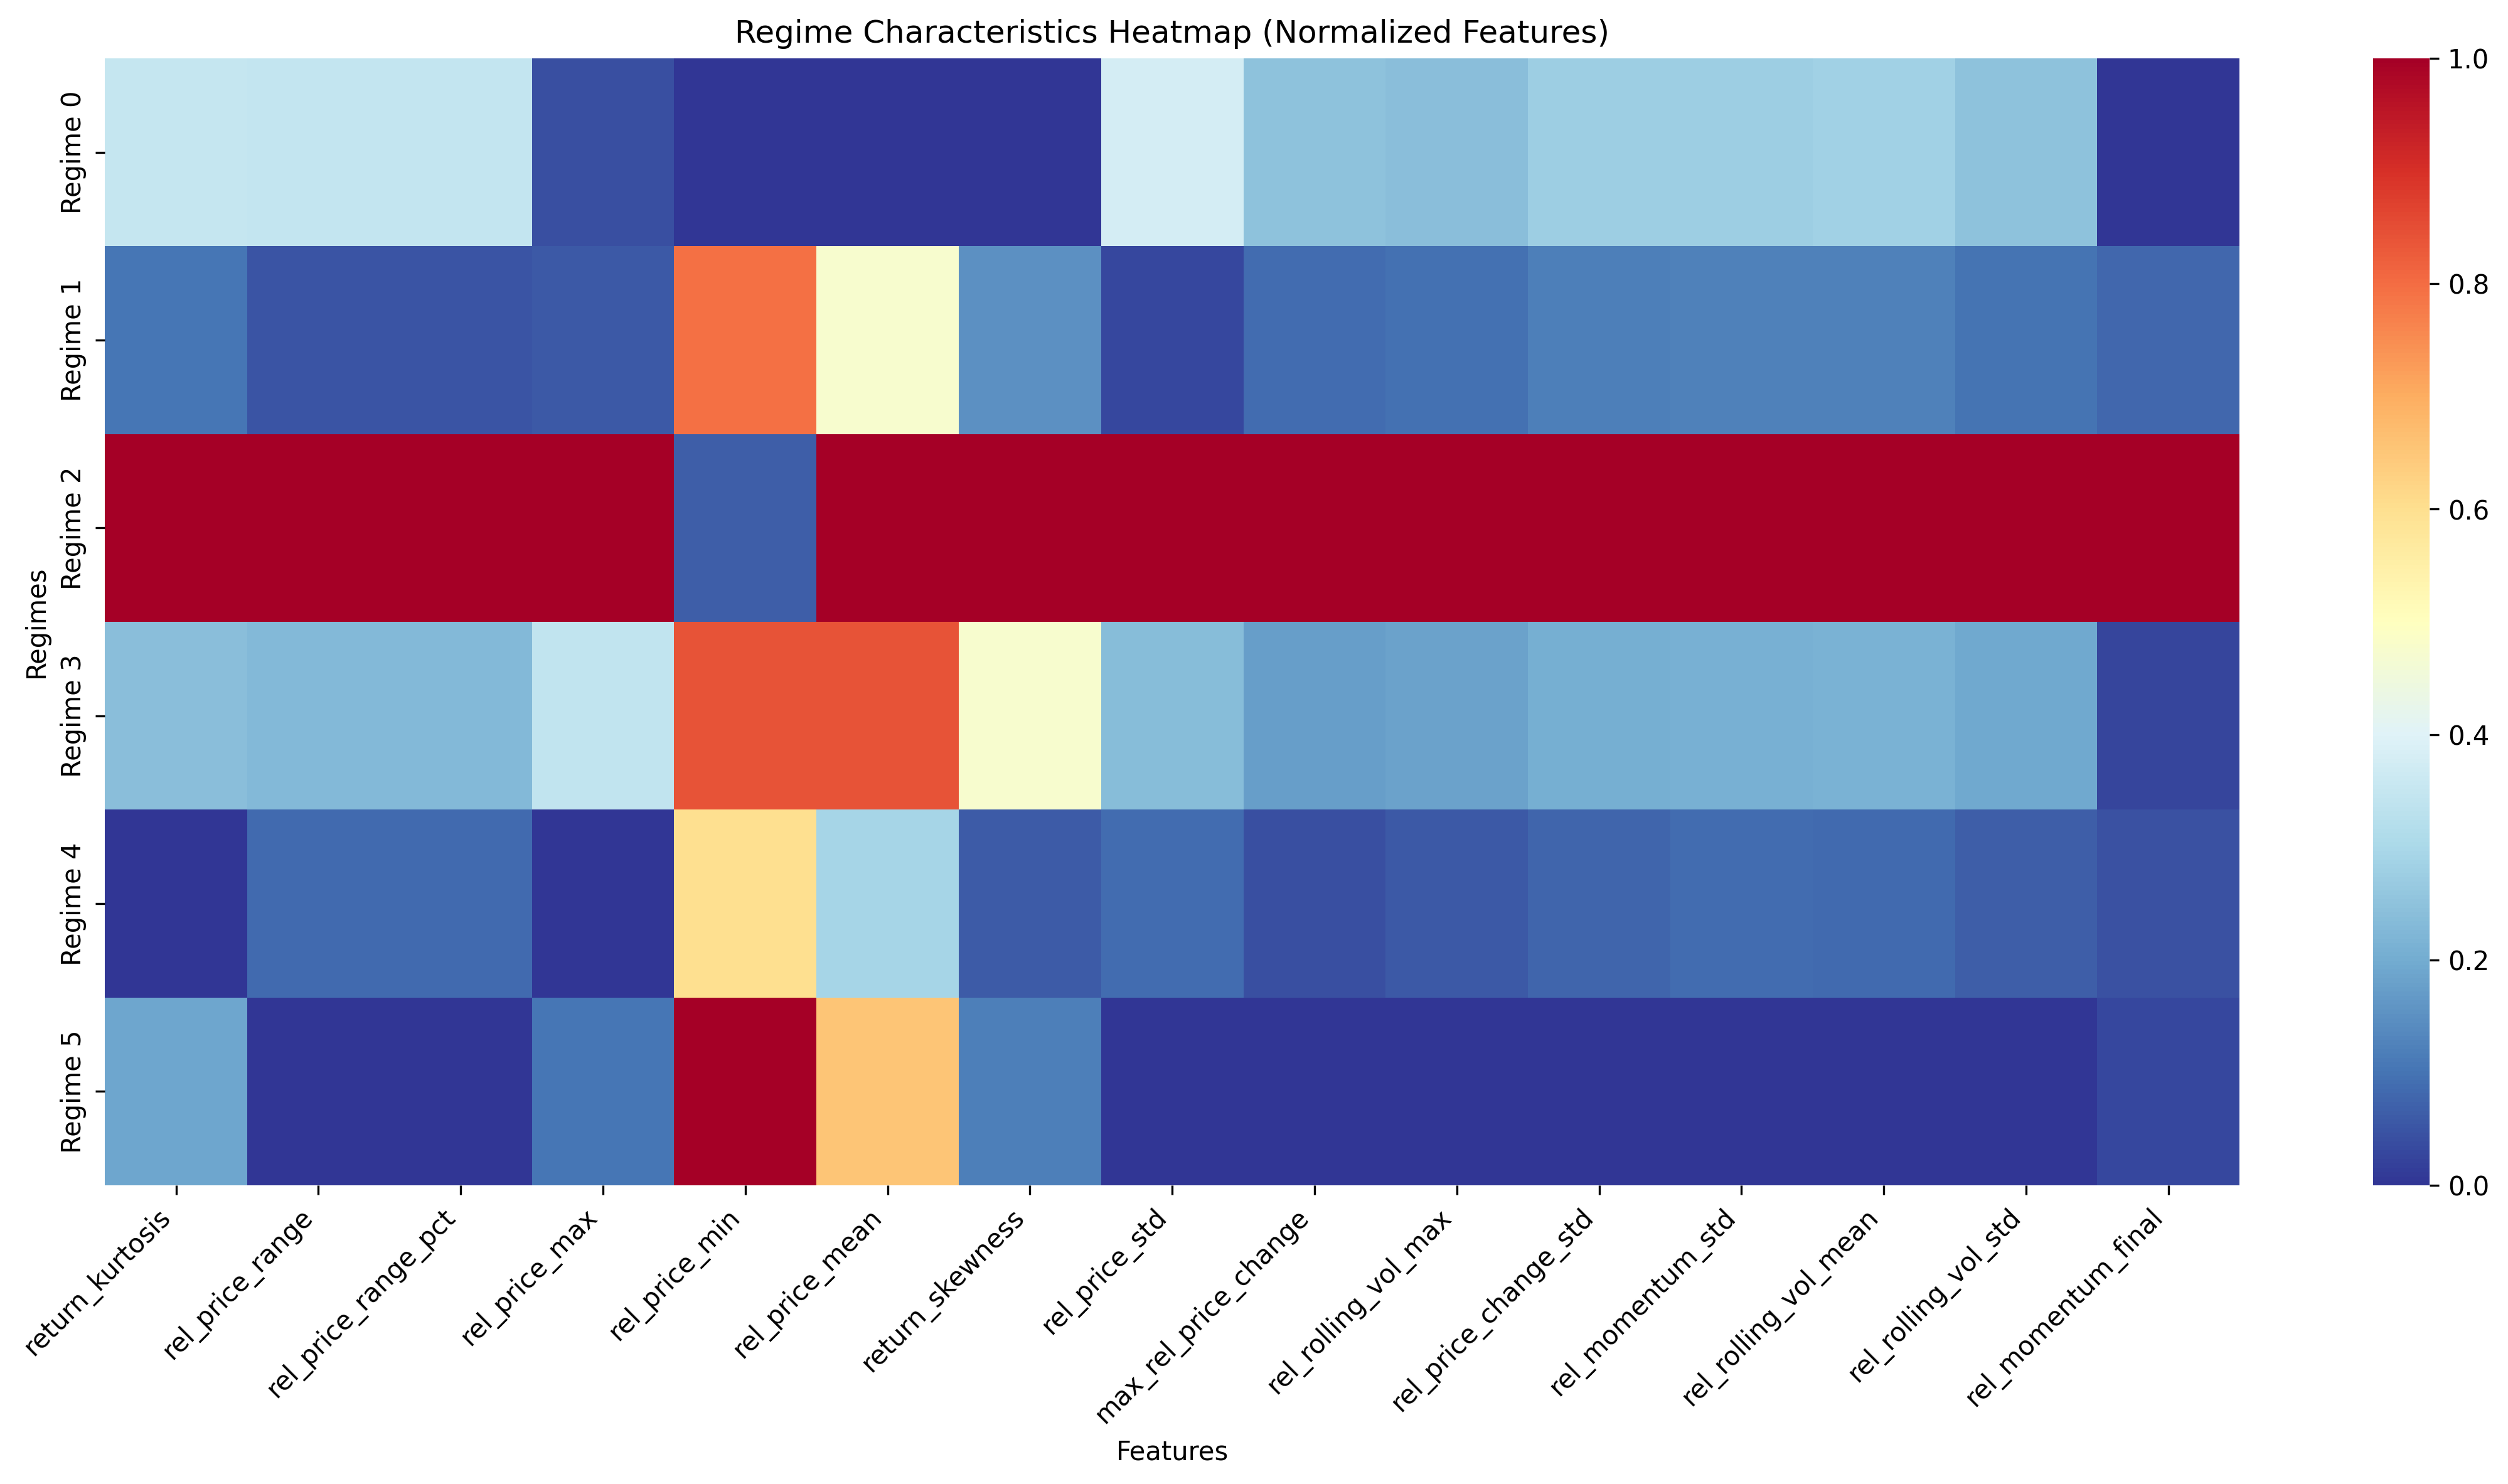 Regime Characteristics Heatmap (Normalized Features)
Regimes
Regime 0
Regime 1
Regime 2
Regime 3
Regime 4
Regime 5
return_kurtosis
rel_price_range
rel_price_range_pct
rel_price_max
rel_price_min
rel_price_mean
return_skewness
rel_price_std
max_rel_price_change
rel_rolling_vol_max
rel_price_change_std
rel_momentum_std
rel_rolling_vol_mean
rel_rolling_vol_std
rel_momentum_final
Features
1.0
0.8
0.6
0.4
0.2
0.0